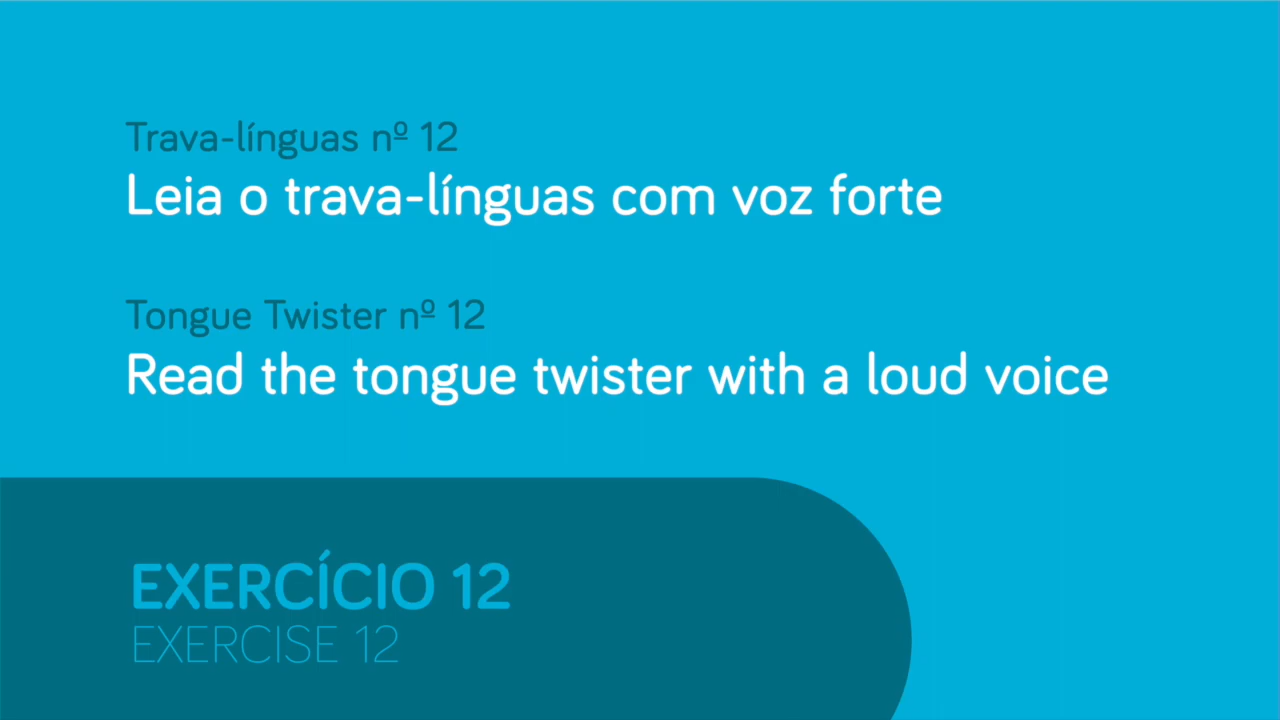 Trava-línguas nº 12
Leia o trava-línguas com voz forte
Tongue Twister nº 12
Read the tongue twister with a loud voice
EXERCÍCIO 12
EXERCISE 12